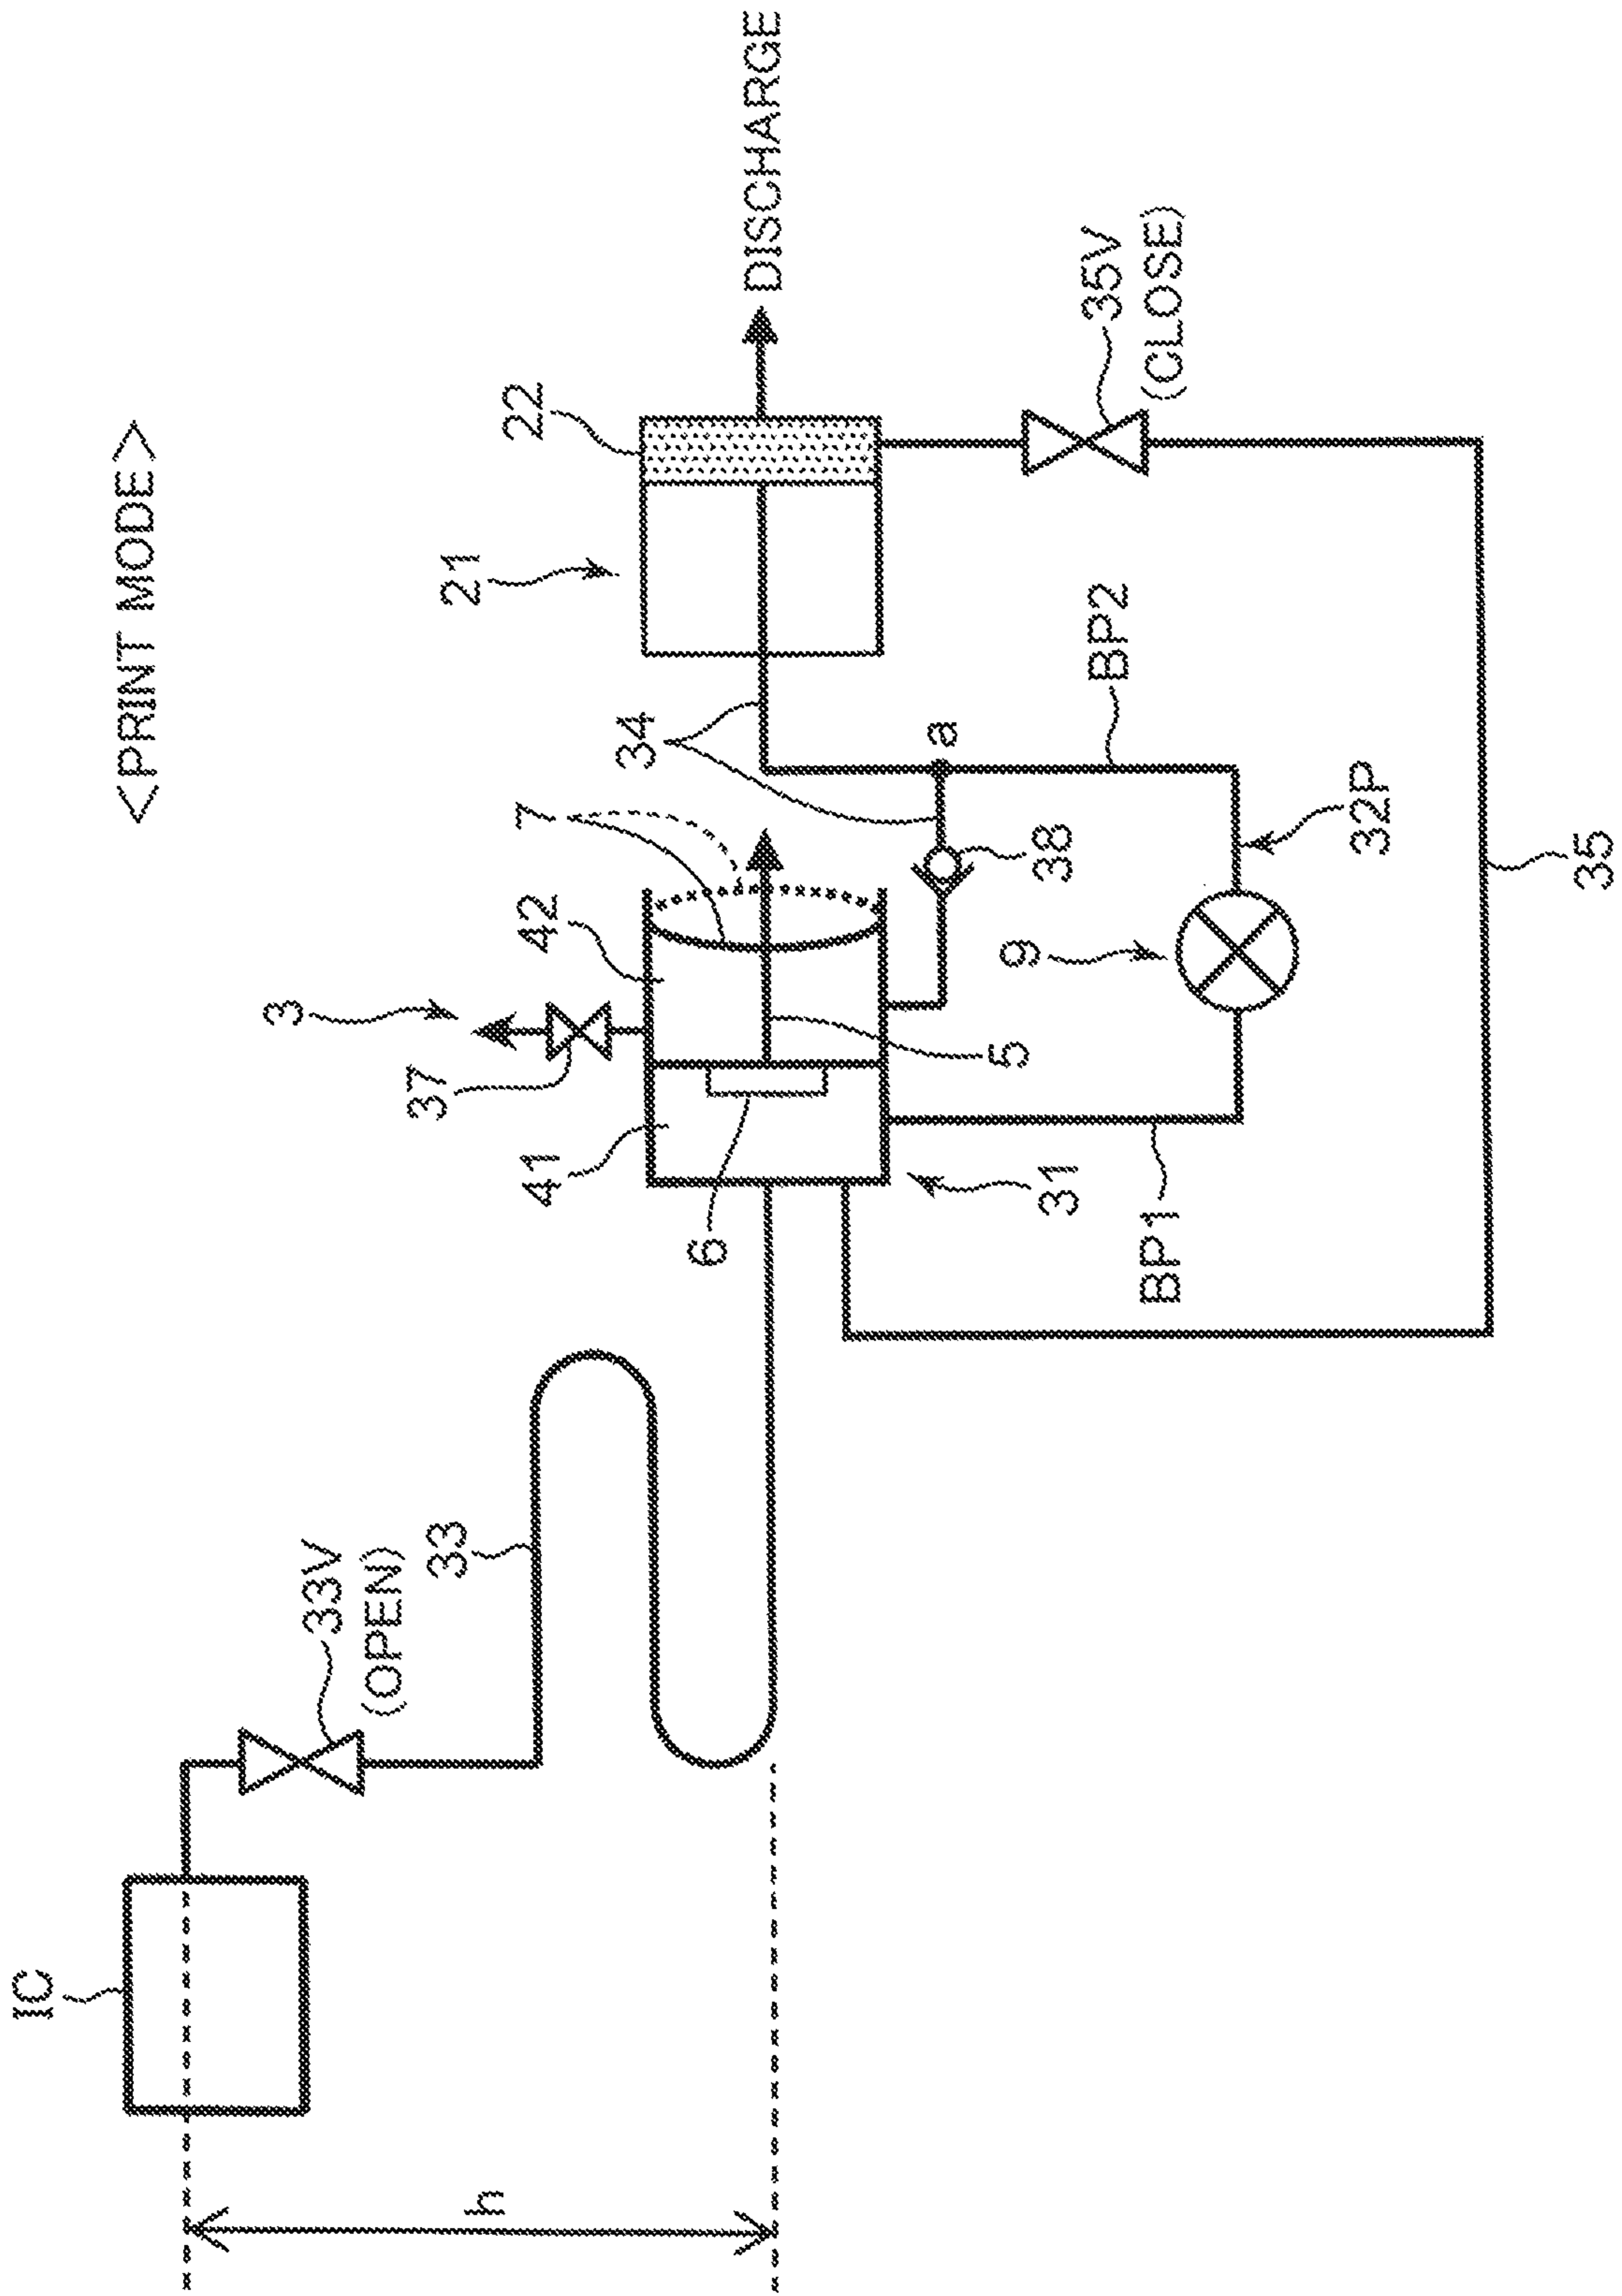 <PRINT MODE>
IC
33V
(OPEN)
33
h
3
37
41
42
6
7
5
31
34
38
a
21
22
DISCHARGE
35V
(CLOSE)
BP1
BP2
9
32P
35